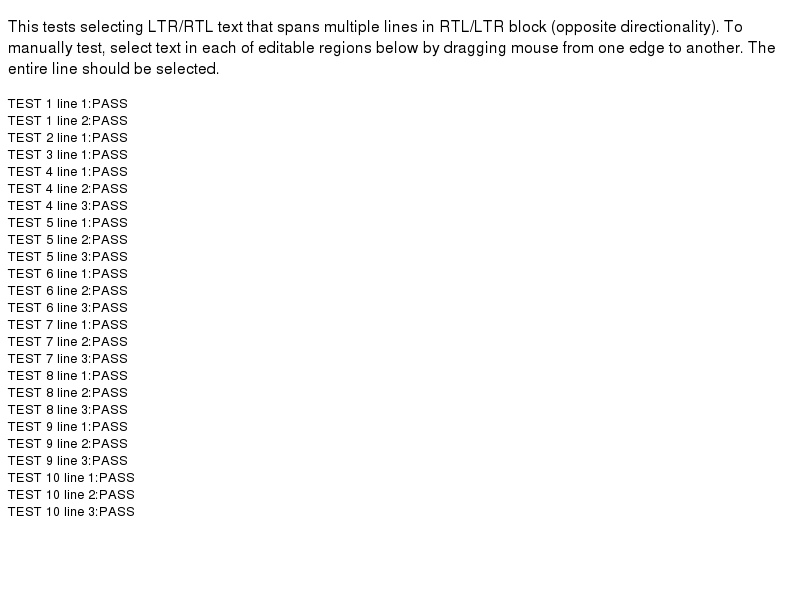 This tests selecting LTR/RTL text that spans multiple lines in RTL/LTR block (opposite directionality). To
manually test, select text in each of editable regions below by dragging mouse from one edge to another. The
entire line should be selected.
TEST 1 line 1:PASS
TEST 1 line 2:PASS
TEST 2 line 1:PASS
TEST 3 line 1:PASS
TEST 4 line 1:PASS
TEST 4 line 2:PASS
TEST 4 line 3:PASS
TEST 5 line 1:PASS
TEST 5 line 2:PASS
TEST 5 line 3:PASS
TEST 6 line 1:PASS
TEST 6 line 2:PASS
TEST 6 line 3:PASS
TEST 7 line 1:PASS
TEST 7 line 2:PASS
TEST 7 line 3:PASS
TEST 8 line 1:PASS
TEST 8 line 2:PASS
TEST 8 line 3:PASS
TEST 9 line 1:PASS
TEST 9 line 2:PASS
TEST 9 line 3:PASS
TEST 10 line 1:PASS
TEST 10 line 2:PASS
TEST 10 line 3:PASS